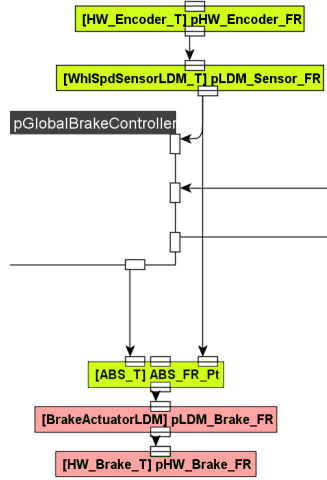 [HW_Encoder_T] pHW_Encoder_FR
[WhlSpdSensorLDM_T] pLDM_Sensor_FR
pGlobalBrakeController
[ABS_T] ABS_FR_Pt
[BrakeActuatorLDM] pLDM_Brake_FR
[HW_Brake_T] pHW_Brake_FR